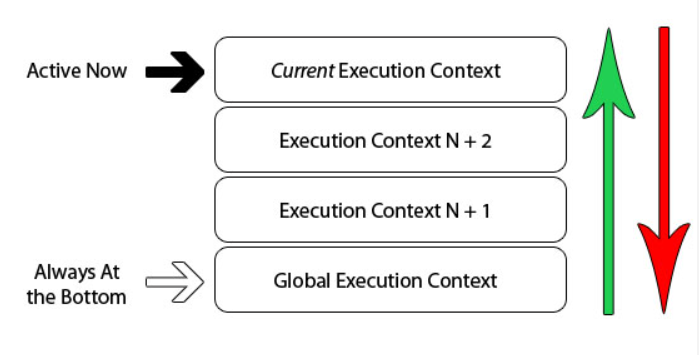 Active Now
Current Execution Context
Execution Context N + 2
Execution Context N + 1
Always At
the Bottom
Global Execution Context